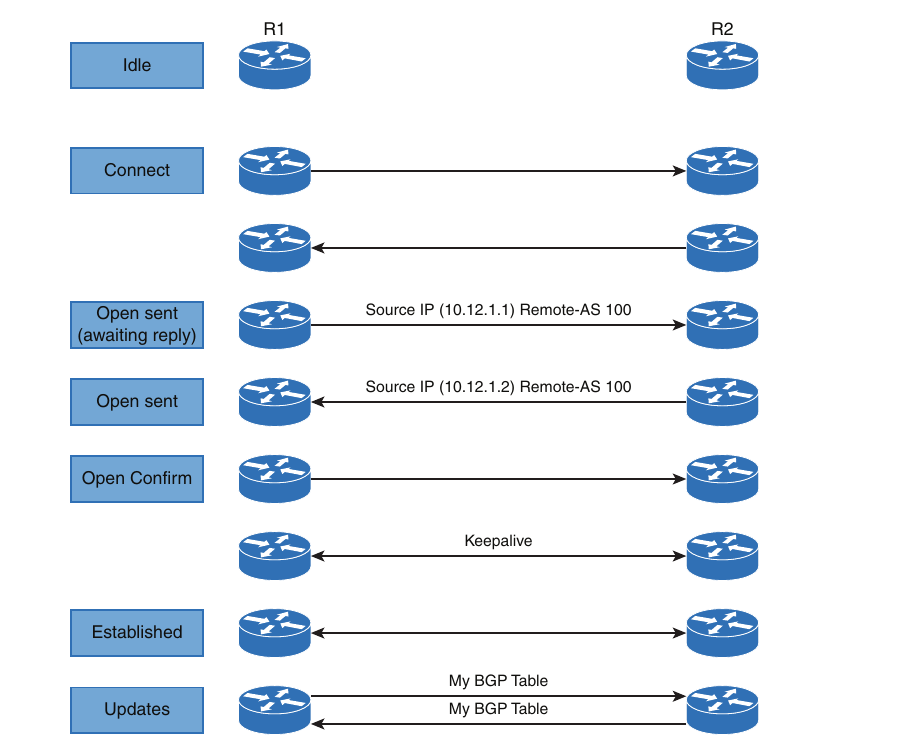 R1
R2
Idle
Connect
Open sent
(awaiting reply)
Source IP (10.12.1.1) Remote-AS 100
Open sent
Source IP (10.12.1.2) Remote-AS 100
Open Confirm
Keepalive
Established
Updates
My BGP Table
My BGP Table